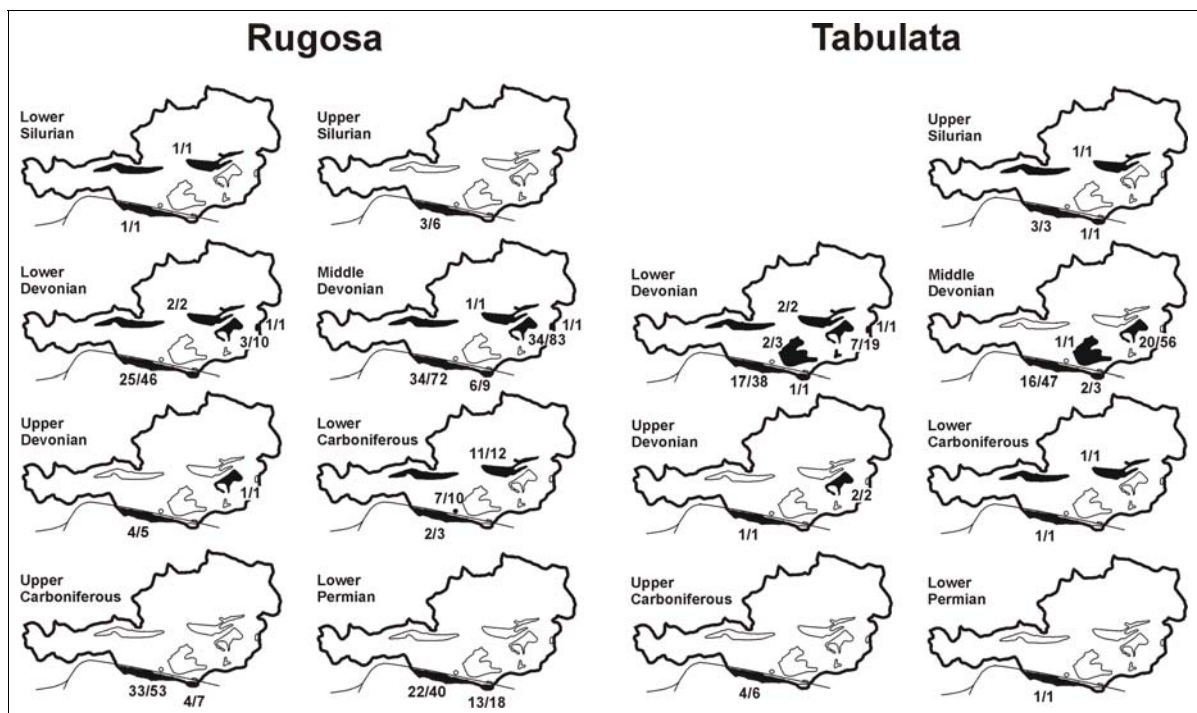 Rugosa
Tabulata
Lower
Silurian
1/1
1/1
Upper
Silurian
3/6
Upper
Silurian
1/1
3/3
1/1
Lower
Devonian
2/2
1/1
3/10
25/46
Middle
Devonian
1/1
1/1
34/83
34/72
6/9
Lower
Devonian
2/2
1/1
2/3
7/19
17/38
1/1
Middle
Devonian
1/1
20/56
16/47
2/3
Upper
Devonian
1/1
4/5
Lower
Carboniferous
11/12
7/10
2/3
Upper
Devonian
2/2
1/1
Lower
Carboniferous
1/1
1/1
Upper
Carboniferous
33/53
4/7
Lower
Permian
22/40
13/18
Upper
Carboniferous
4/6
Lower
Permian
1/1